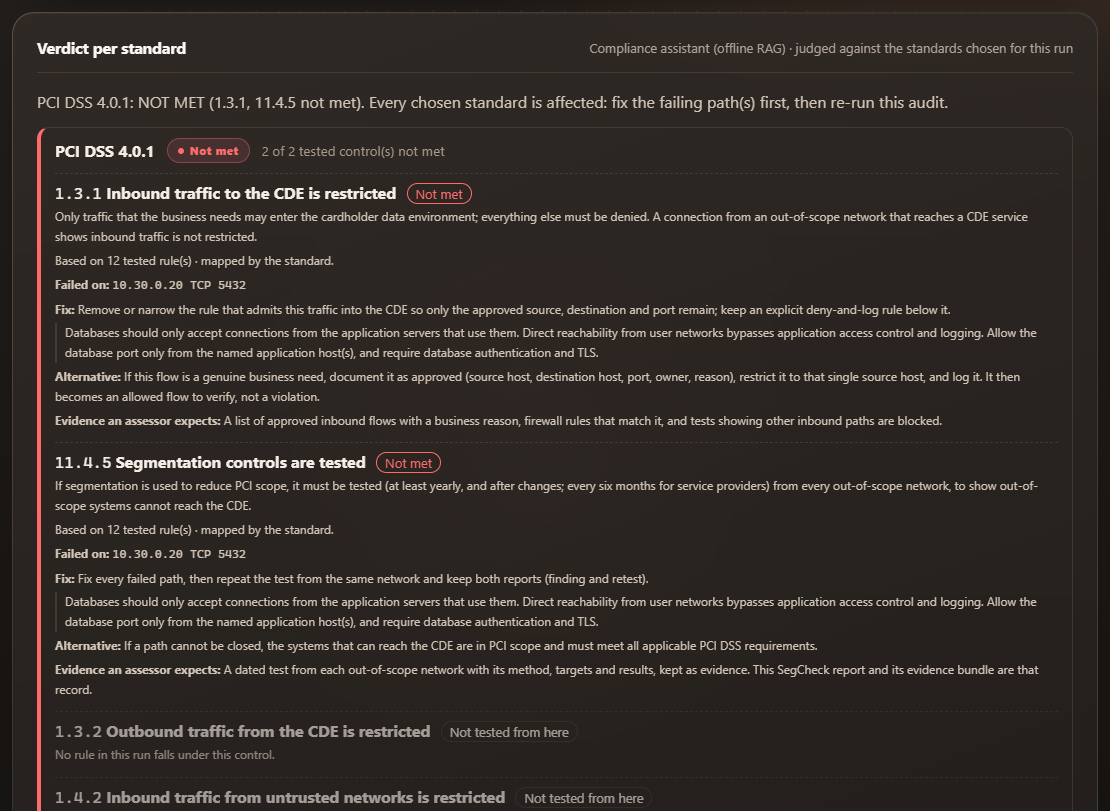 Verdict per standard
Compliance assistant (offline RAG) · judged against the standards chosen for this run
PCI DSS 4.0.1: NOT MET (1.3.1, 11.4.5 not met). Every chosen standard is affected: fix the failing path(s) first, then re-run this audit.
PCI DSS 4.0.1 • Not met 2 of 2 tested control(s) not met
1.3.1 Inbound traffic to the CDE is restricted Not met
Only traffic that the business needs may enter the cardholder data environment; everything else must be denied. A connection from an out-of-scope network that reaches a CDE service
shows inbound traffic is not restricted.
Based on 12 tested rule(s) · mapped by the standard.
Failed on: 10.30.0.20 TCP 5432
Fix: Remove or narrow the rule that admits this traffic into the CDE so only the approved source, destination and port remain; keep an explicit deny-and-log rule below it.
Databases should only accept connections from the application servers that use them. Direct reachability from user networks bypasses application access control and logging. Allow the
database port only from the named application host(s), and require database authentication and TLS.
Alternative: If this flow is a genuine business need, document it as approved (source host, destination host, port, owner, reason), restrict it to that single source host, and log it. It then
becomes an allowed flow to verify, not a violation.
Evidence an assessor expects: A list of approved inbound flows with a business reason, firewall rules that match it, and tests showing other inbound paths are blocked.
11.4.5 Segmentation controls are tested Not met
If segmentation is used to reduce PCI scope, it must be tested (at least yearly, and after changes; every six months for service providers) from every out-of-scope network, to show out-of-
scope systems cannot reach the CDE.
Based on 12 tested rule(s) · mapped by the standard.
Failed on: 10.30.0.20 TCP 5432
Fix: Fix every failed path, then repeat the test from the same network and keep both reports (finding and retest).
Databases should only accept connections from the application servers that use them. Direct reachability from user networks bypasses application access control and logging. Allow the
database port only from the named application host(s), and require database authentication and TLS.
Alternative: If a path cannot be closed, the systems that can reach the CDE are in PCI scope and must meet all applicable PCI DSS requirements.
Evidence an assessor expects: A dated test from each out-of-scope network with its method, targets and results, kept as evidence. This SegCheck report and its evidence bundle are that
record.
1.3.2 Outbound traffic from the CDE is restricted Not tested from here
No rule in this run falls under this control.
1.4.2 Inbound traffic from untrusted networks is restricted Not tested from here